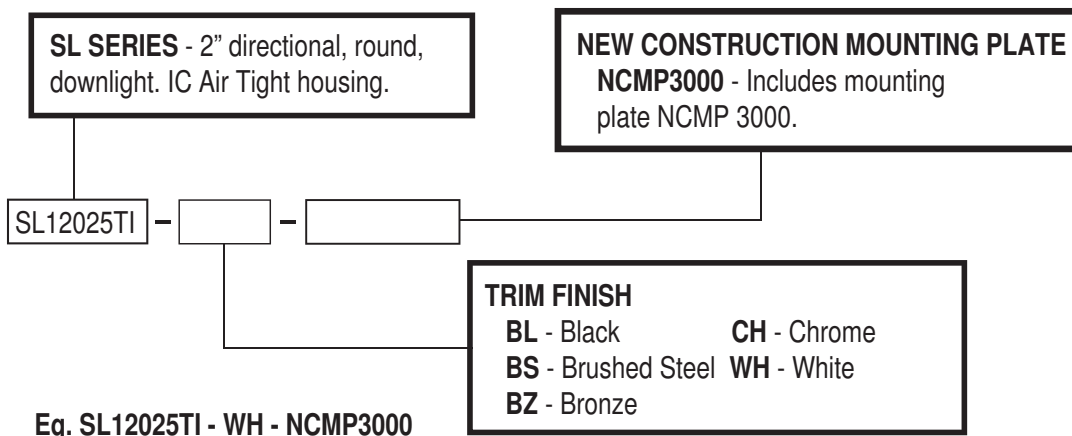 SL SERIES - 2” directional, round,
downlight. IC Air Tight housing.
NEW CONSTRUCTION MOUNTING PLATE
NCMP3000 - Includes mounting
plate NCMP 3000.
SL12025TI - -
TRIM FINISH
BL - Black CH - Chrome
BS - Brushed Steel WH - White
BZ - Bronze
Eg. SL12025TI - WH - NCMP3000